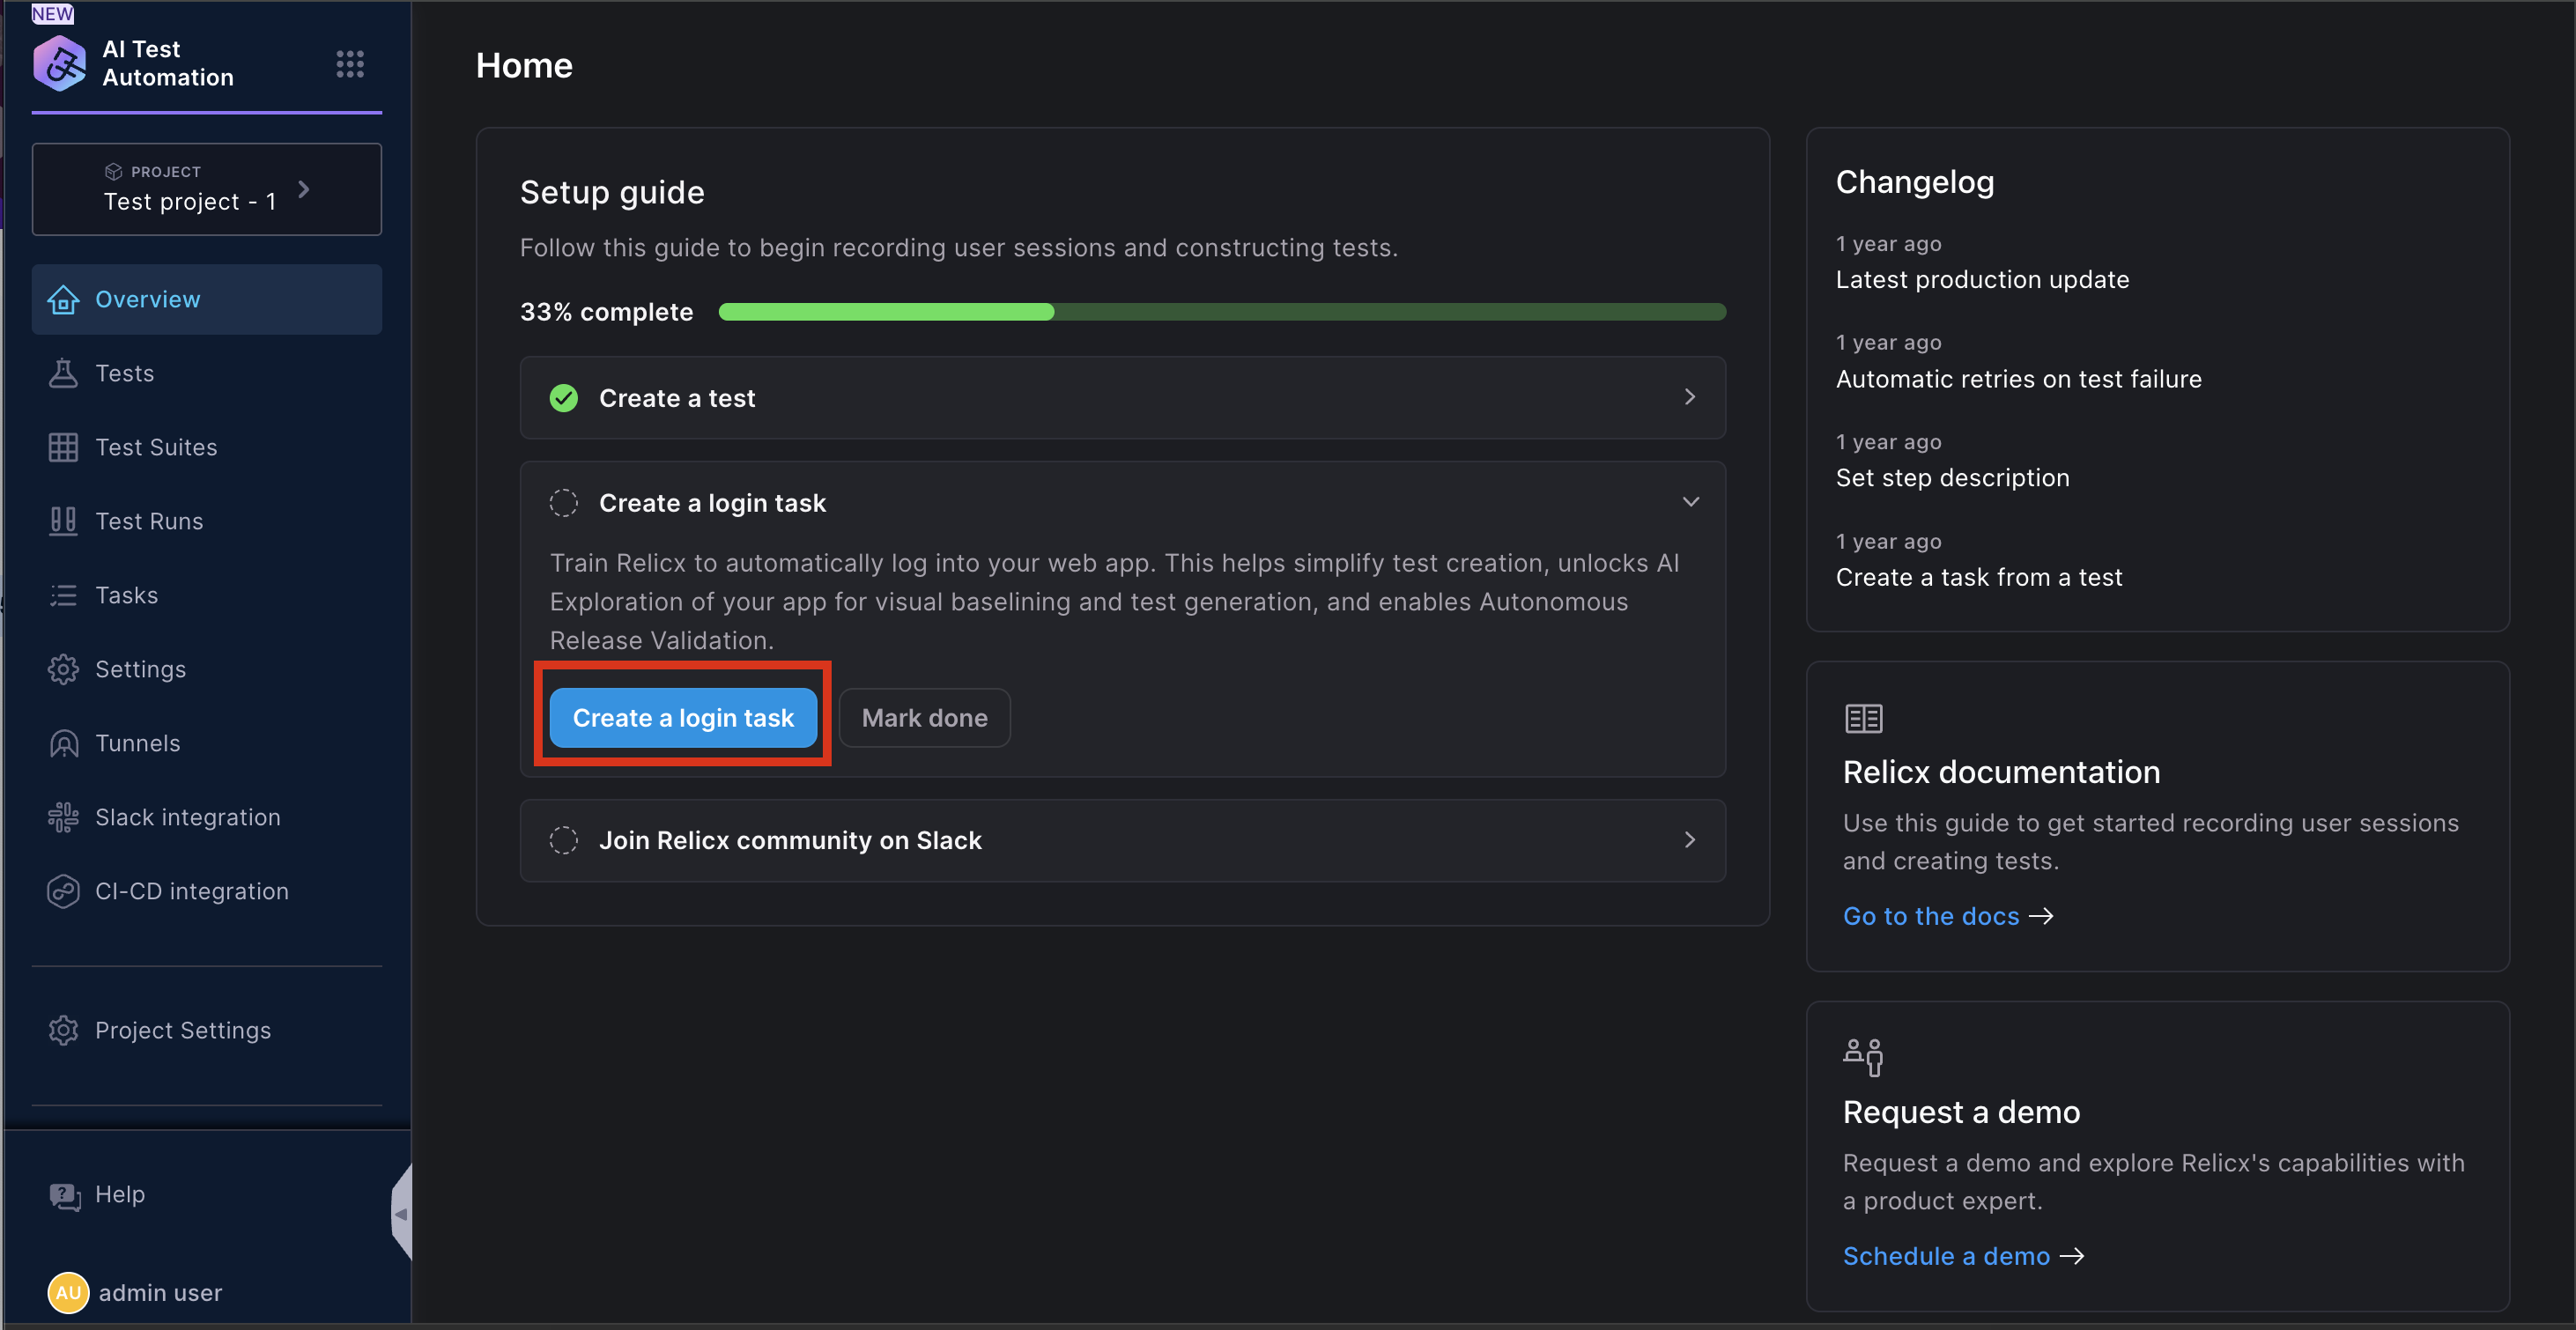 NEW
AI Test
Automation
PROJECT
Test project - 1
Overview
Tests
Test Suites
Test Runs
Tasks
Settings
Tunnels
Slack integration
CI-CD integration
Project Settings
Help
AU admin user
Home
Setup guide
Follow this guide to begin recording user sessions and constructing tests.
33% complete
Create a test
Create a login task
Train Relicx to automatically log into your web app. This helps simplify test creation, unlocks AI
Exploration of your app for visual baselining and test generation, and enables Autonomous
Release Validation.
Create a login task Mark done
Join Relicx community on Slack
Changelog
1 year ago
Latest production update
1 year ago
Automatic retries on test failure
1 year ago
Set step description
1 year ago
Create a task from a test
Relicx documentation
Use this guide to get started recording user sessions
and creating tests.
Go to the docs →
Request a demo
Request a demo and explore Relicx's capabilities with
a product expert.
Schedule a demo →